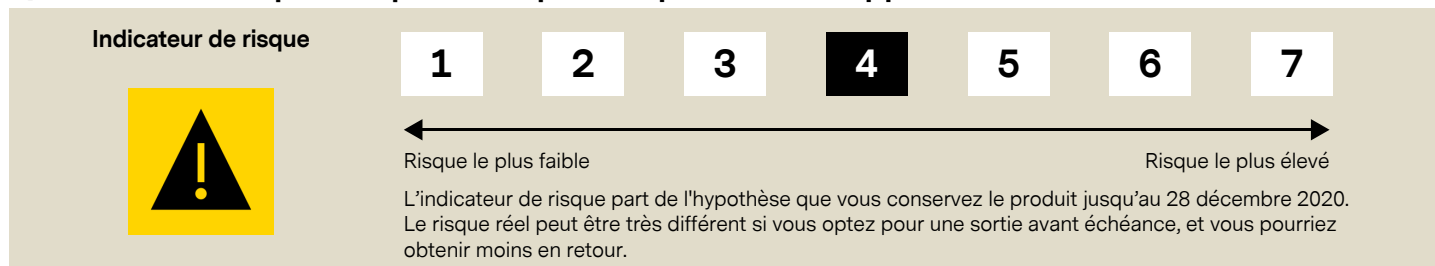 Indicateur de risque
1 2 3 4 5 6 7
Risque le plus faible Risque le plus élevé
L’indicateur de risque part de l'hypothèse que vous conservez le produit jusqu’au 28 décembre 2020.
Le risque réel peut être très différent si vous optez pour une sortie avant échéance, et vous pourriez
obtenir moins en retour.